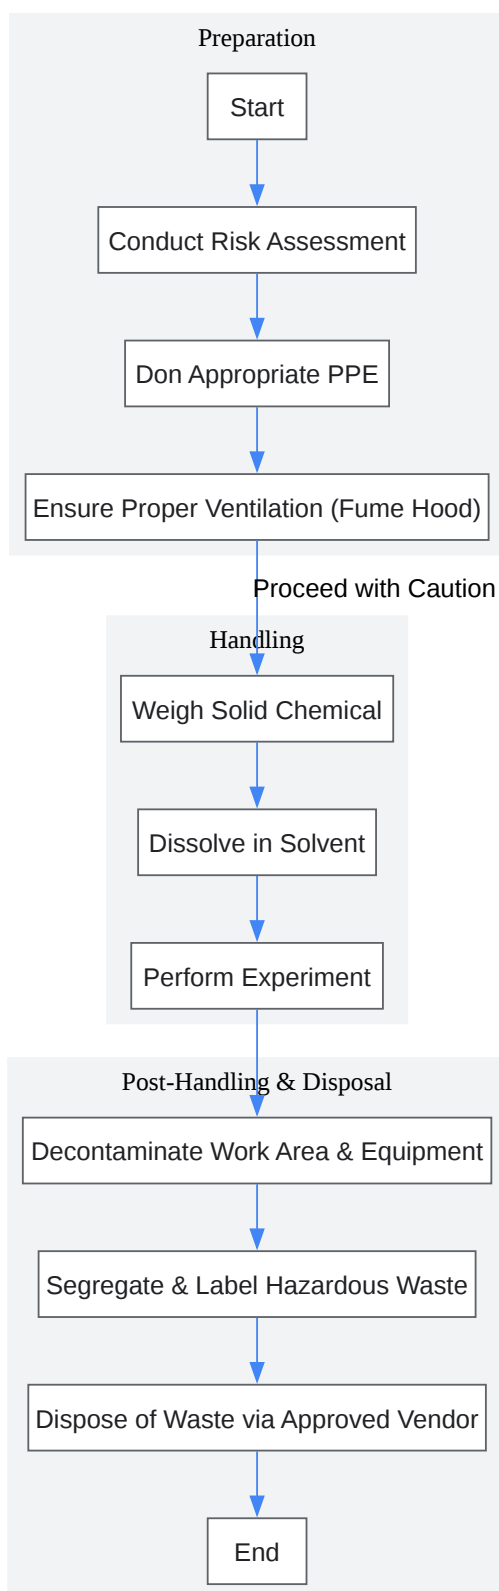 Preparation
Start
Conduct Risk Assessment
Don Appropriate PPE
Ensure Proper Ventilation (Fume Hood)
Proceed with Caution
Handling
Weigh Solid Chemical
Dissolve in Solvent
Perform Experiment
Post-Handling & Disposal
Decontaminate Work Area & Equipment
Segregate & Label Hazardous Waste
Dispose of Waste via Approved Vendor
End